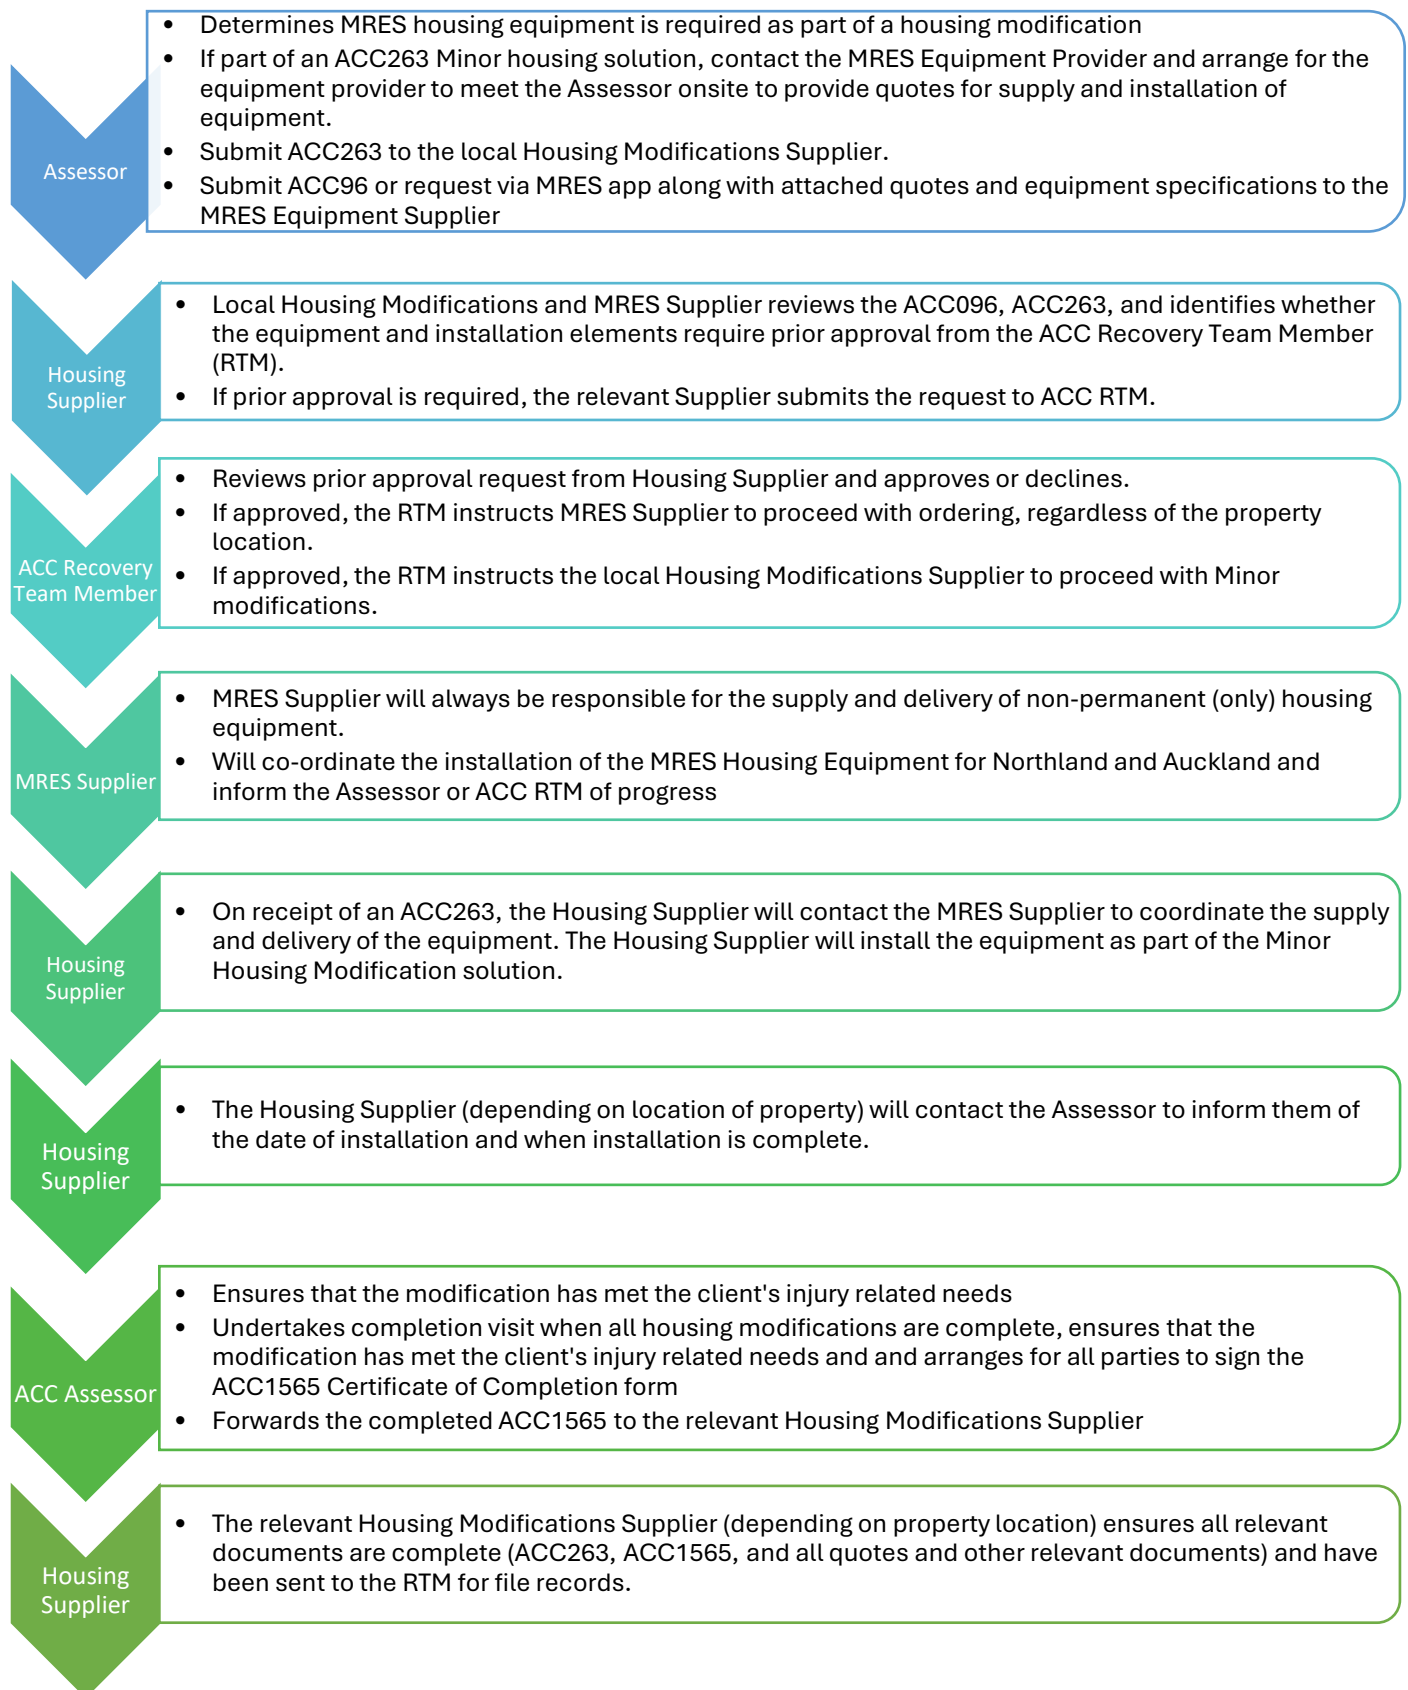 • Determines MRES housing equipment is required as part of a housing modification
• If part of an ACC263 Minor housing solution, contact the MRES Equipment Provider and arrange for the
equipment provider to meet the Assessor onsite to provide quotes for supply and installation of
equipment.
• Submit ACC263 to the local Housing Modifications Supplier.
• Submit ACC96 or request via MRES app along with attached quotes and equipment specifications to the
MRES Equipment Supplier
Assessor
• Local Housing Modifications and MRES Supplier reviews the ACC096, ACC263, and identifies whether
the equipment and installation elements require prior approval from the ACC Recovery Team Member
(RTM).
• If prior approval is required, the relevant Supplier submits the request to ACC RTM.
Housing
Supplier
• Reviews prior approval request from Housing Supplier and approves or declines.
• If approved, the RTM instructs MRES Supplier to proceed with ordering, regardless of the property
location.
• If approved, the RTM instructs the local Housing Modifications Supplier to proceed with Minor
modifications.
ACC Recovery
Team Member
• MRES Supplier will always be responsible for the supply and delivery of non-permanent (only) housing
equipment.
• Will co-ordinate the installation of the MRES Housing Equipment for Northland and Auckland and
inform the Assessor or ACC RTM of progress
MRES Supplier
• On receipt of an ACC263, the Housing Supplier will contact the MRES Supplier to coordinate the supply
and delivery of the equipment. The Housing Supplier will install the equipment as part of the Minor
Housing Modification solution.
Housing
Supplier
• The Housing Supplier (depending on location of property) will contact the Assessor to inform them of
the date of installation and when installation is complete.
Housing
Supplier
• Ensures that the modification has met the client's injury related needs
• Undertakes completion visit when all housing modifications are complete, ensures that the
modification has met the client's injury related needs and and arranges for all parties to sign the
ACC1565 Certificate of Completion form
• Forwards the completed ACC1565 to the relevant Housing Modifications Supplier
ACC Assessor
• The relevant Housing Modifications Supplier (depending on property location) ensures all relevant
documents are complete (ACC263, ACC1565, and all quotes and other relevant documents) and have
been sent to the RTM for file records.
Housing
Supplier